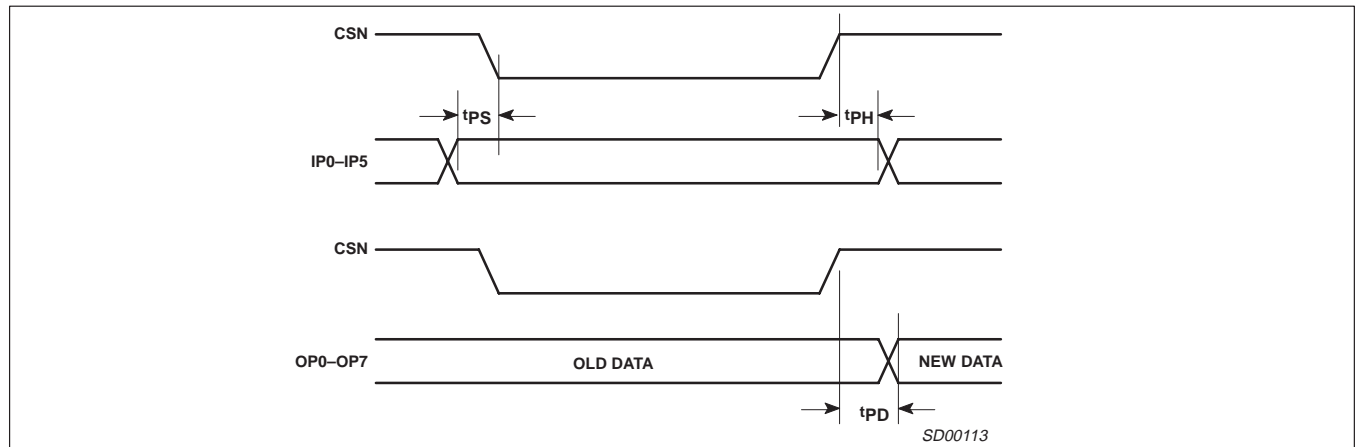 CSN
tPS
tPH
IP0–IP5
CSN
OP0–OP7 OLD DATA NEW DATA
tPD
SD00113